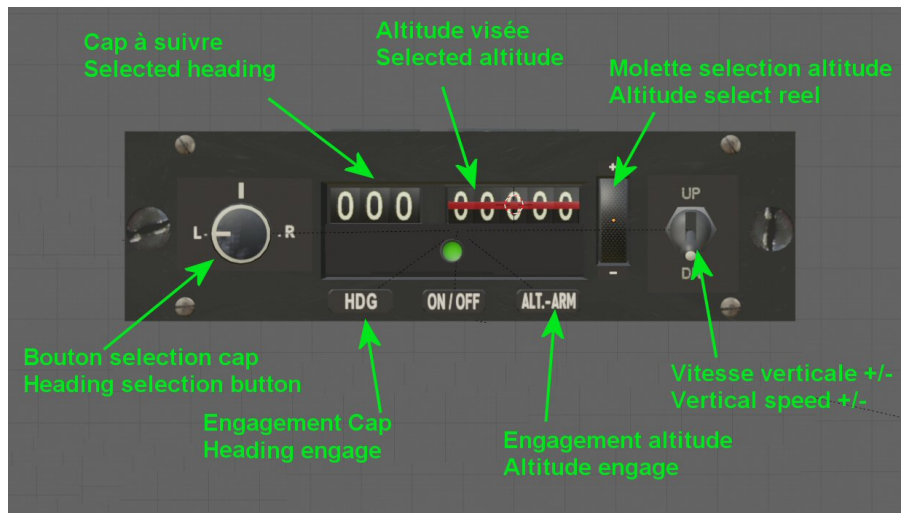 Cap à suivre
Selected heading
Altitude visée
Selected altitude
Molette selection altitude
Altitude select reel
+
000
00000
UP
L
R
-
HDG
ON/OFF
ALT.-ARM
Bouton selection cap
Heading selection button
Engagement Cap
Heading engage
Engagement altitude
Altitude engage
Vitesse verticale +/-
Vertical speed +/-